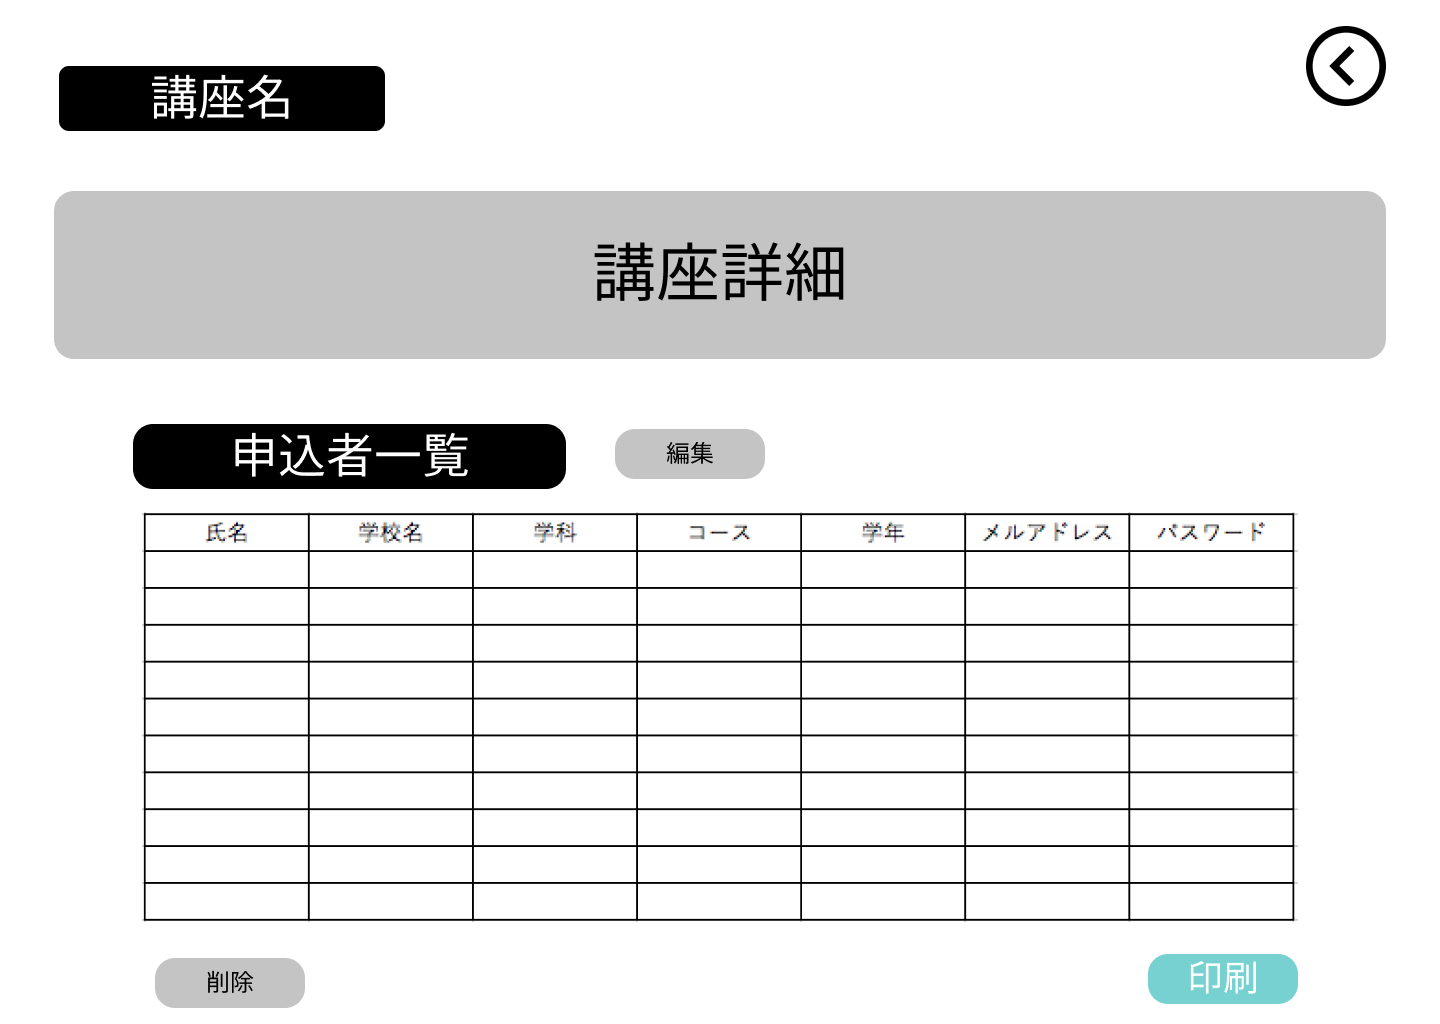 講座名
講座詳細
申込者一覧
編集
氏名 学校名 学科 コース 学年 メルアドレス パスワード
削除
印刷